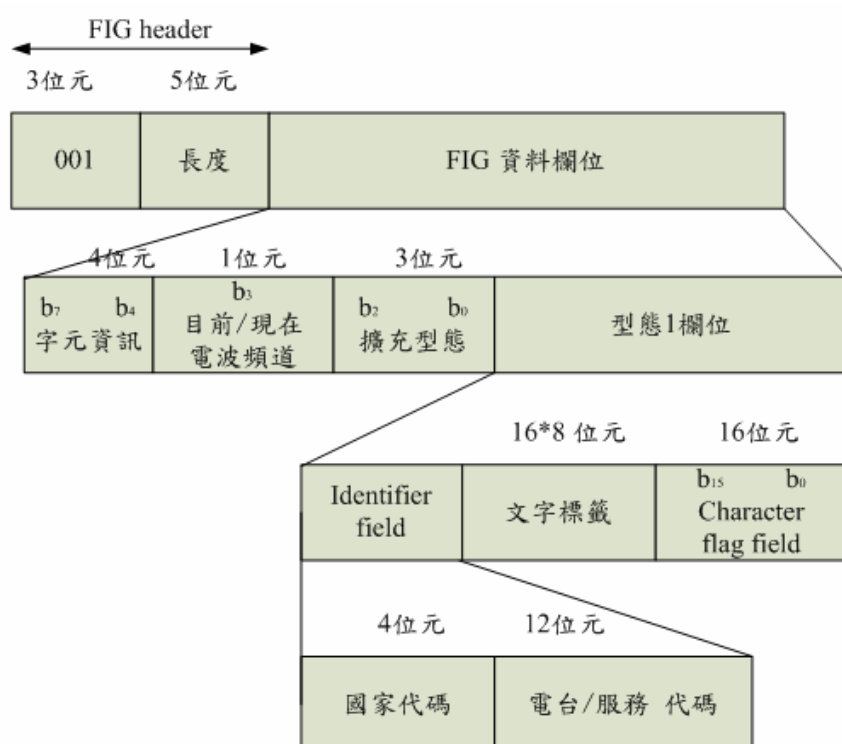 FIG header
3位元 5位元
001 長度 FIG 資料欄位
4位元 1位元 3位元
b7 b4 字元資訊
b3
目前/現在
電波頻道
b2 b0
擴充型態
型態1欄位
16*8 位元 16位元
Identifier
field
文字標籤
b15 b0
Character
flag field
4位元 12位元
國家代碼 電台/服務 代碼